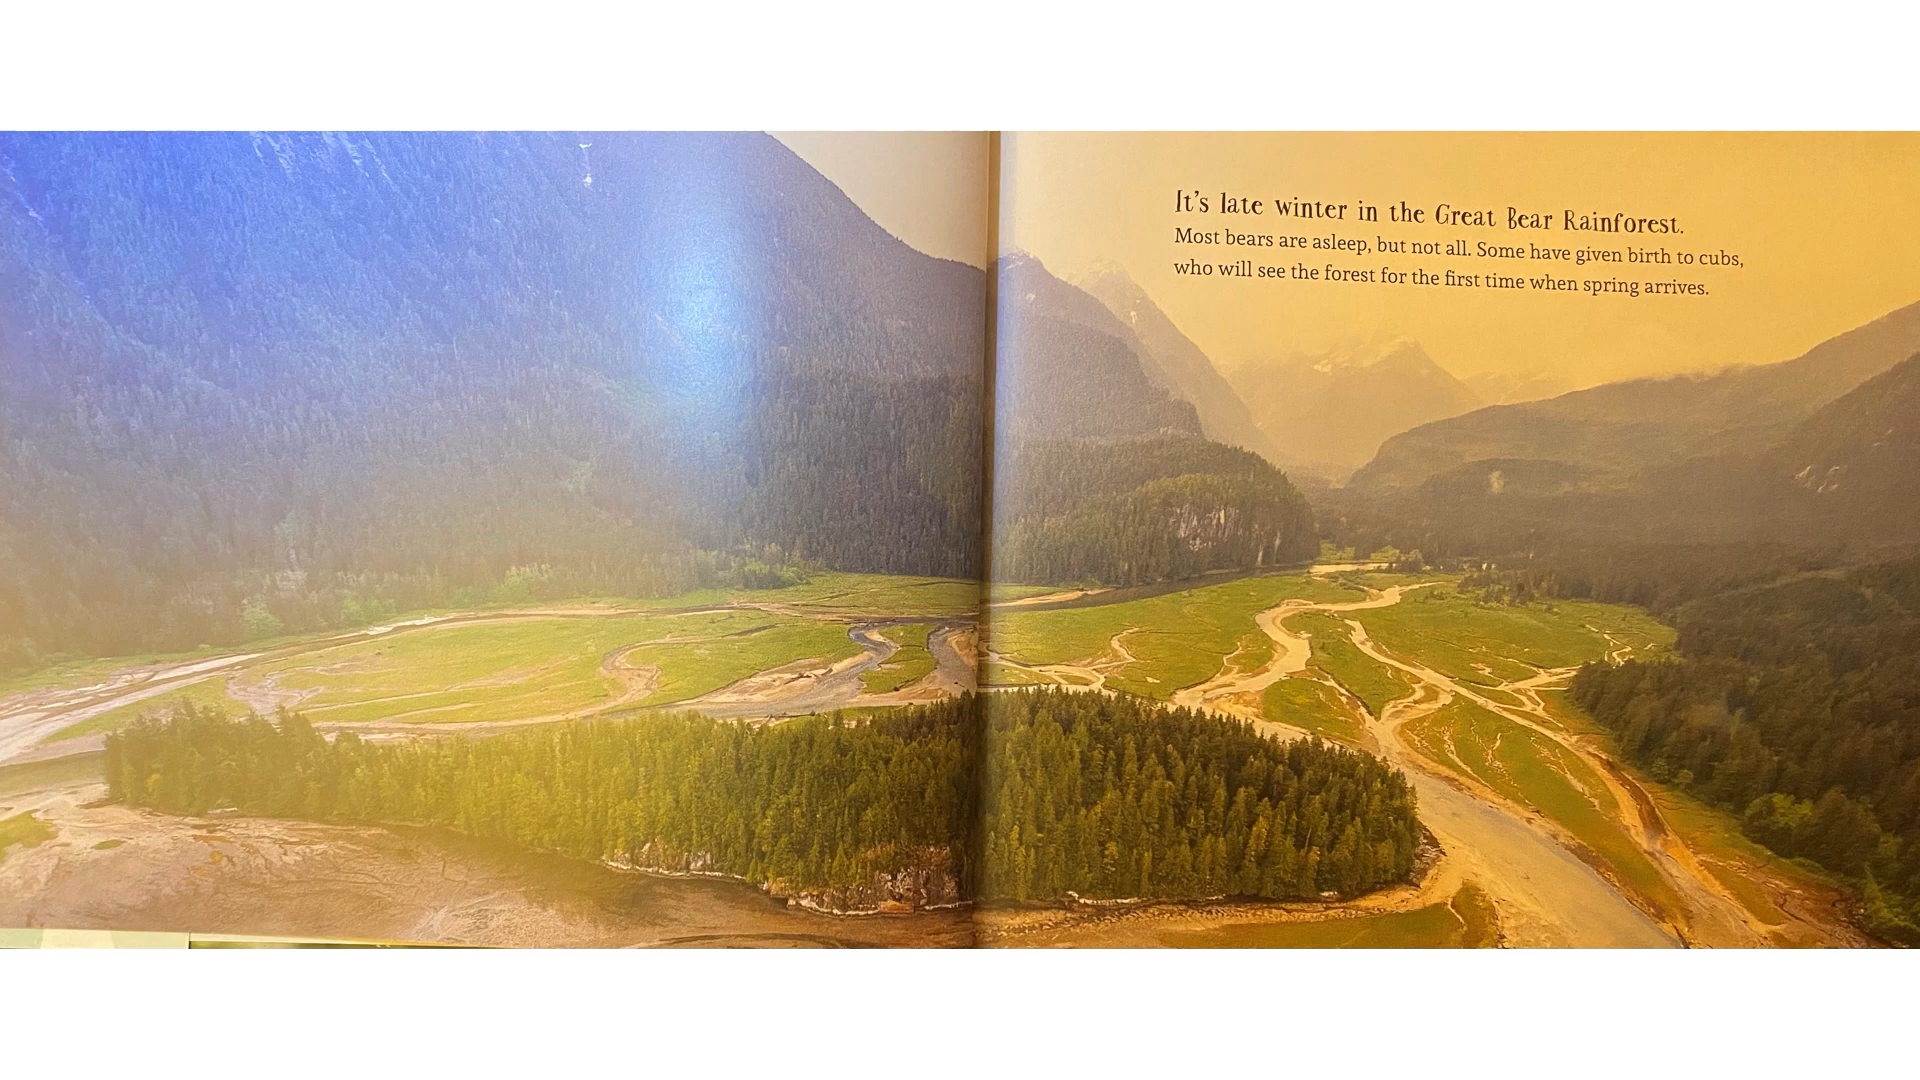 It's late winter in the Great Bear Rainforest.
Most bears are asleep, but not all. Some have given birth to cubs,
who will see the forest for the first time when spring arrives.